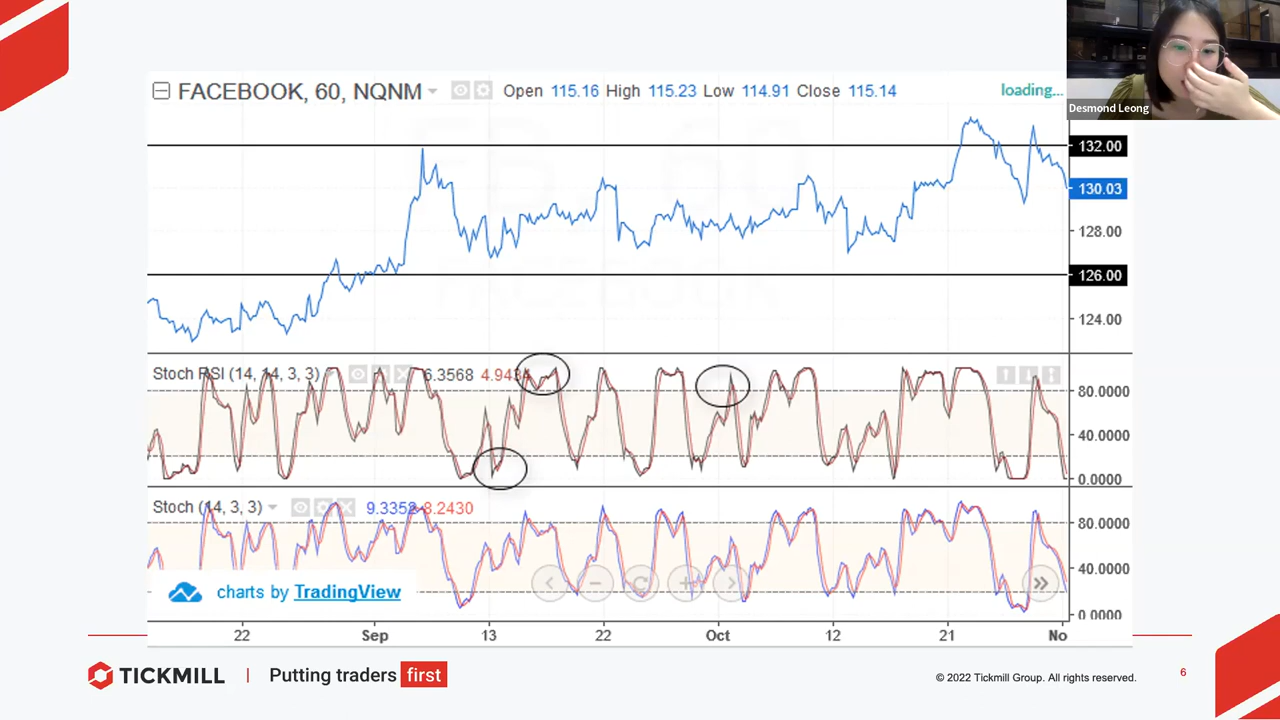 Desmond Leong
FACEBOOK, 60, NQNM
Open 115.16 High 115.23 Low 114.91 Close 115.14
loading...
132.00
130.03
128.00
126.00
124.00
Stoch RSI (14, 14, 3, 3)
6.3568 4.9434
80.0000
40.0000
0.0000
Stoch (14, 3, 3)
9.3352 8.2430
80.0000
40.0000
0.0000
charts by TradingView
22 Sep 13 22 Oct 12 21 No
TICKMILL | Putting traders first
© 2022 Tickmill Group. All rights reserved.
6